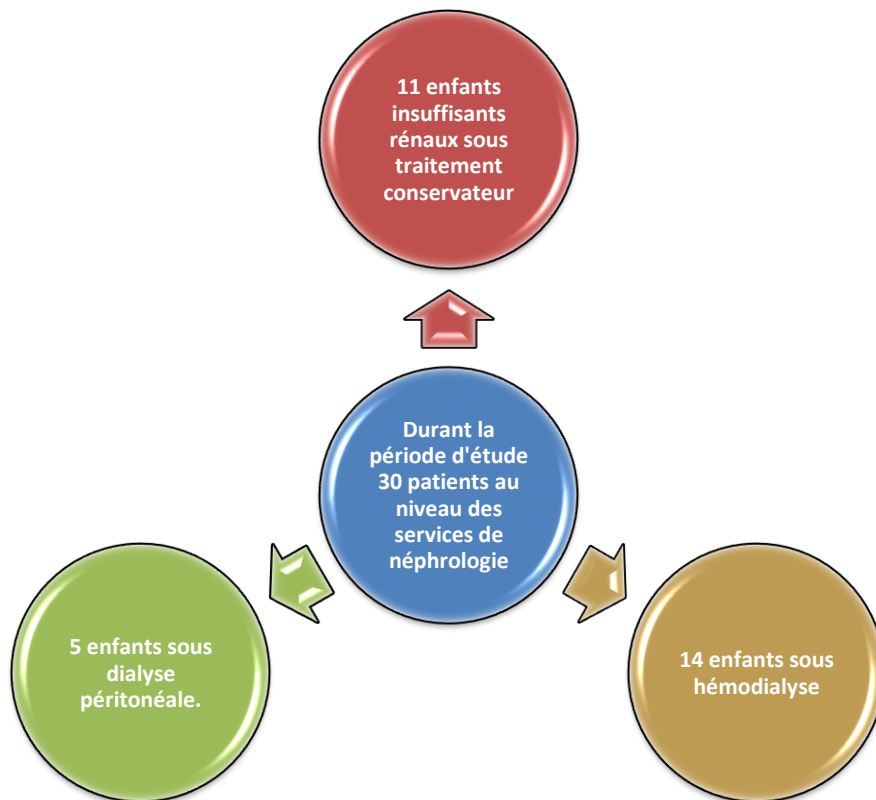 11 enfants
insuffisants
rénaux sous
traitement
conservateur
Durant la
période d'étude
30 patients au
niveau des
services de
néphrologie
5 enfants sous
dialyse
péritonéale.
14 enfants sous
hémodialyse